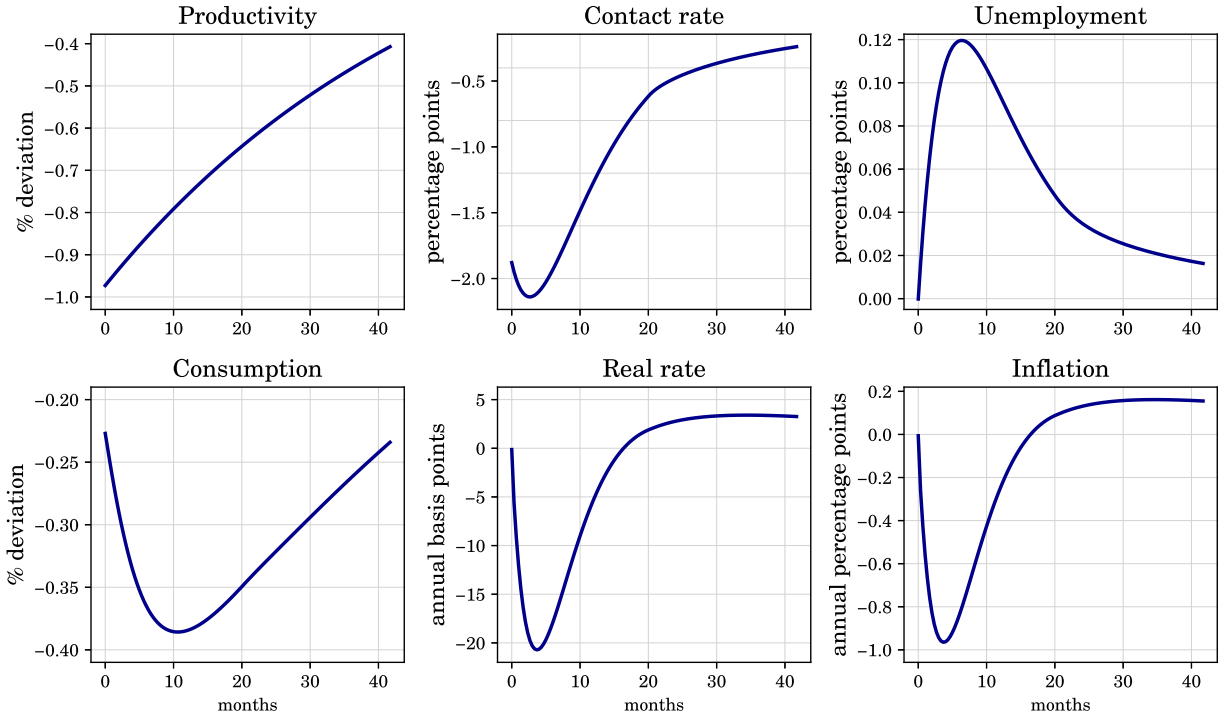 Productivity
% deviation
−0.4
−0.5
−0.6
−0.7
−0.8
−0.9
−1.0
0 10 20 30 40
Contact rate
percentage points
−0.5
−1.0
−1.5
−2.0
0 10 20 30 40
Unemployment
percentage points
0.12
0.10
0.08
0.06
0.04
0.02
0.00
0 10 20 30 40
Consumption
% deviation
−0.20
−0.25
−0.30
−0.35
−0.40
0 10 20 30 40
months
Real rate
annual basis points
5
0
−5
−10
−15
−20
0 10 20 30 40
months
Inflation
annual percentage points
0.2
0.0
−0.2
−0.4
−0.6
−0.8
−1.0
0 10 20 30 40
months